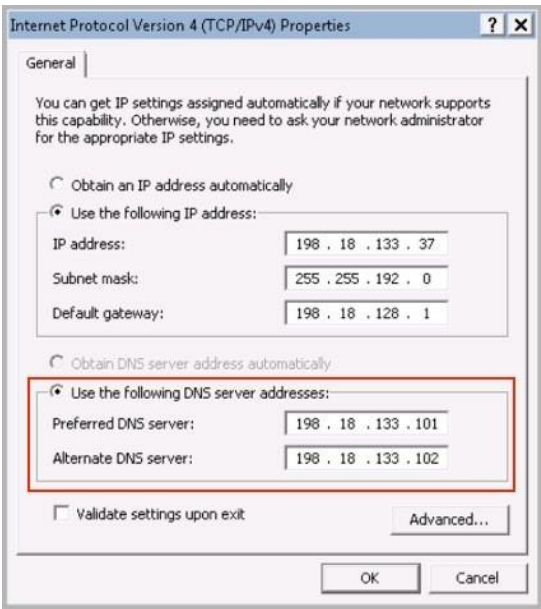 Internet Protocol Version 4 (TCP/IPv4) Properties ? X
General
You can get IP settings assigned automatically if your network supports
this capability. Otherwise, you need to ask your network administrator
for the appropriate IP settings.
Obtain an IP address automatically
Use the following IP address:
IP address: 198 . 18 . 133 . 37
Subnet mask: 255 . 255 . 192 . 0
Default gateway: 198 . 18 . 128 . 1
Obtain DNS server address automatically
Use the following DNS server addresses:
Preferred DNS server: 198 . 18 . 133 . 101
Alternate DNS server: 198 . 18 . 133 . 102
Validate settings upon exit
Advanced...
OK Cancel